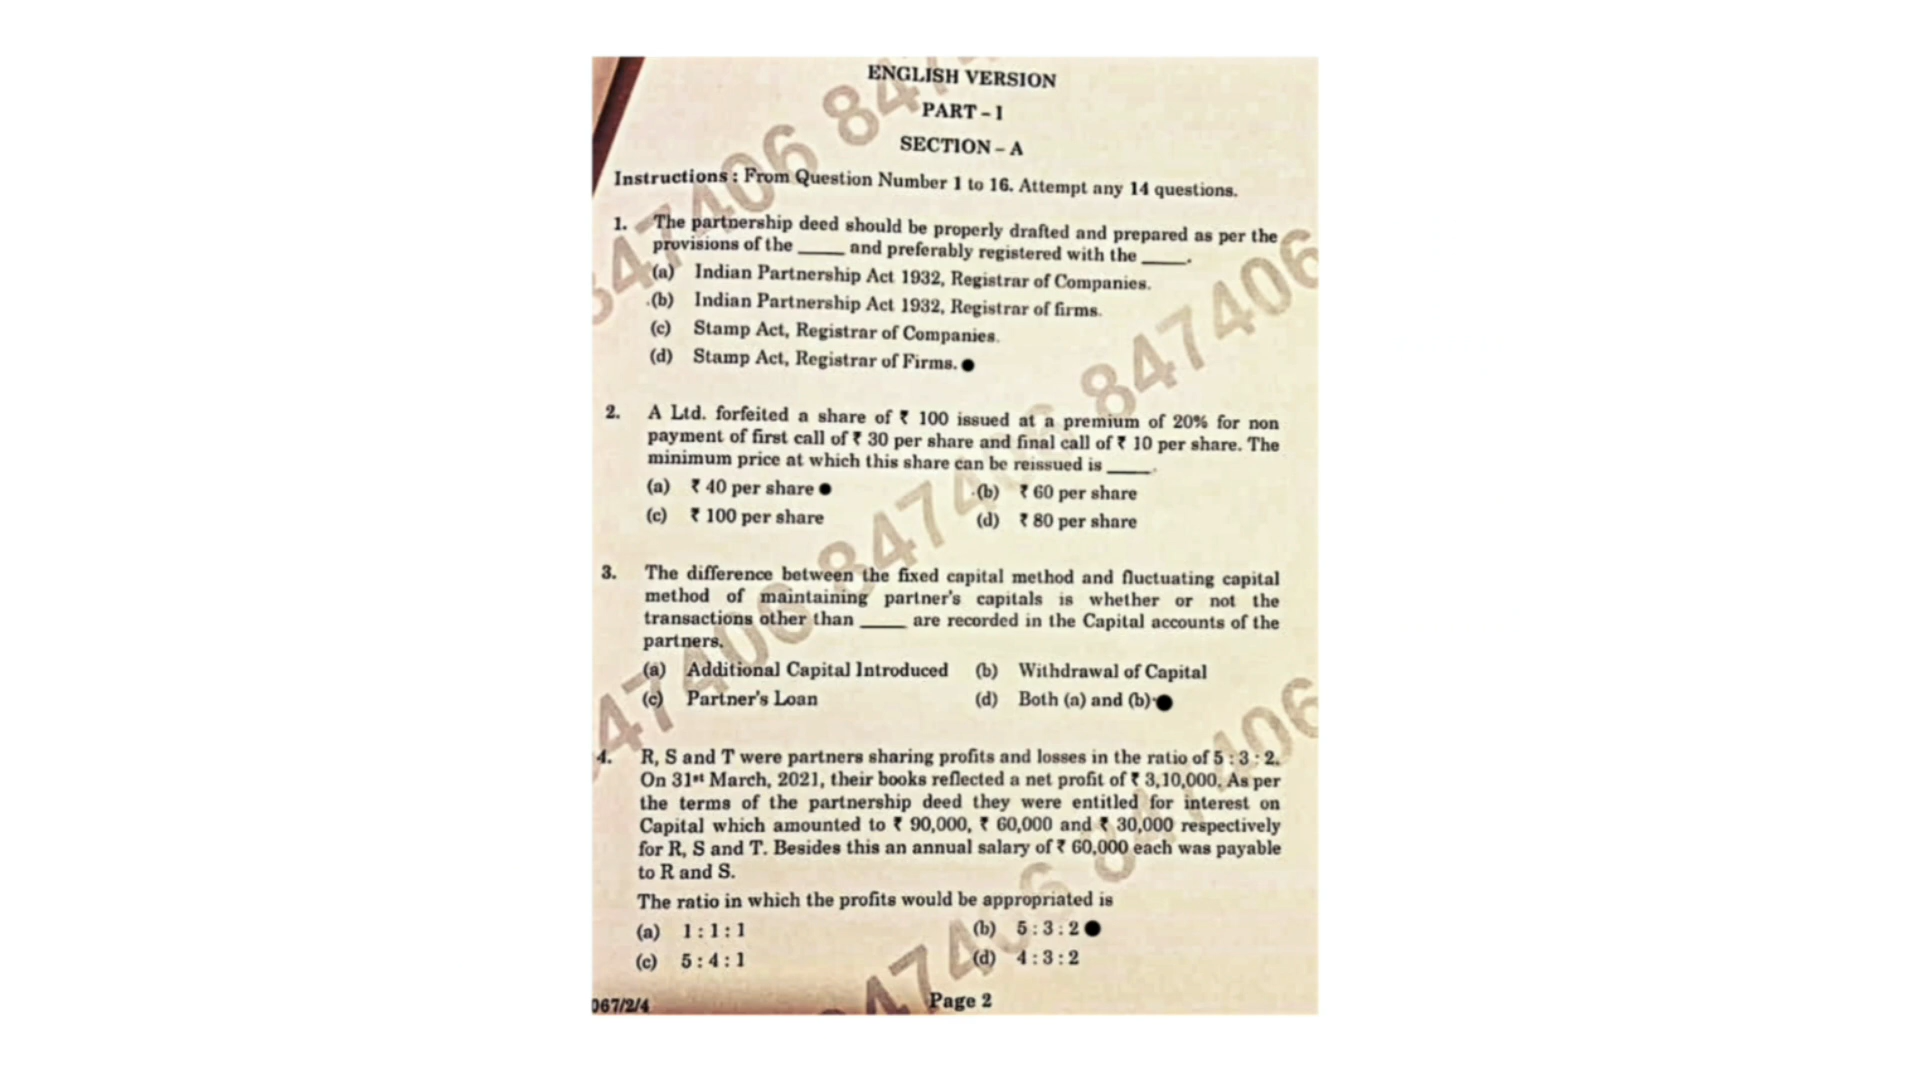 ENGLISH VERSION
PART – I
SECTION – A
Instructions : From Question Number 1 to 16. Attempt any 14 questions.
1. The partnership deed should be properly drafted and prepared as per the
provisions of the _____ and preferably registered with the _____.
(a) Indian Partnership Act 1932, Registrar of Companies.
(b) Indian Partnership Act 1932, Registrar of firms.
(c) Stamp Act, Registrar of Companies.
(d) Stamp Act, Registrar of Firms.
2. A Ltd. forfeited a share of ₹ 100 issued at a premium of 20% for non
payment of first call of ₹ 30 per share and final call of ₹ 10 per share. The
minimum price at which this share can be reissued is _____.
(a) ₹ 40 per share (b) ₹ 60 per share
(c) ₹ 100 per share (d) ₹ 80 per share
3. The difference between the fixed capital method and fluctuating capital
method of maintaining partner's capitals is whether or not the
transactions other than _____ are recorded in the Capital accounts of the
partners.
(a) Additional Capital Introduced (b) Withdrawal of Capital
(c) Partner's Loan (d) Both (a) and (b)
4. R, S and T were partners sharing profits and losses in the ratio of 5 : 3 : 2.
On 31st March, 2021, their books reflected a net profit of ₹ 3,10,000. As per
the terms of the partnership deed they were entitled for interest on
Capital which amounted to ₹ 90,000, ₹ 60,000 and ₹ 30,000 respectively
for R, S and T. Besides this an annual salary of ₹ 60,000 each was payable
to R and S.
The ratio in which the profits would be appropriated is
(a) 1 : 1 : 1 (b) 5 : 3 : 2
(c) 5 : 4 : 1 (d) 4 : 3 : 2
067/2/4 Page 2
847406 847406
847406 847406 847406
847406 847406